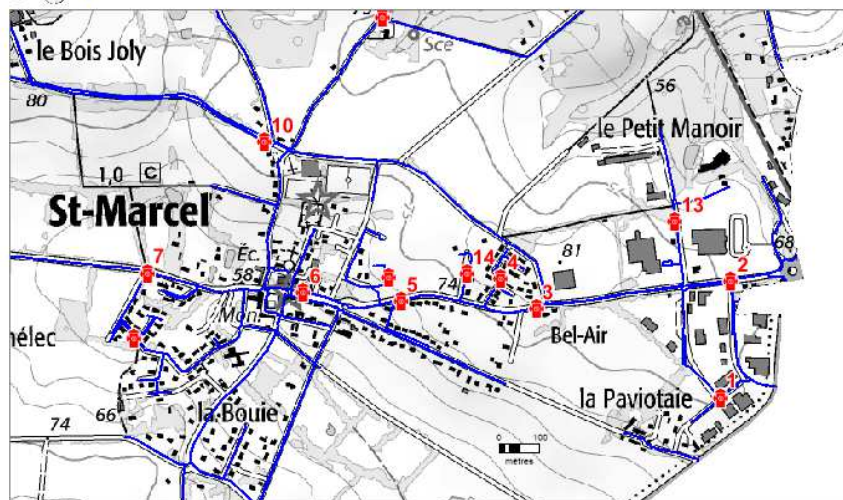 le Bois Joly
Scé
80
10
56
le Petit Manoir
1,0 C
St-Marcel
13
7
Éc.
58
6
5
74
14
4
81
3
2
68
Mon.
Bel-Air
nélec
1
la Paviotaie
66
la Bouie
74
0 100
mètres